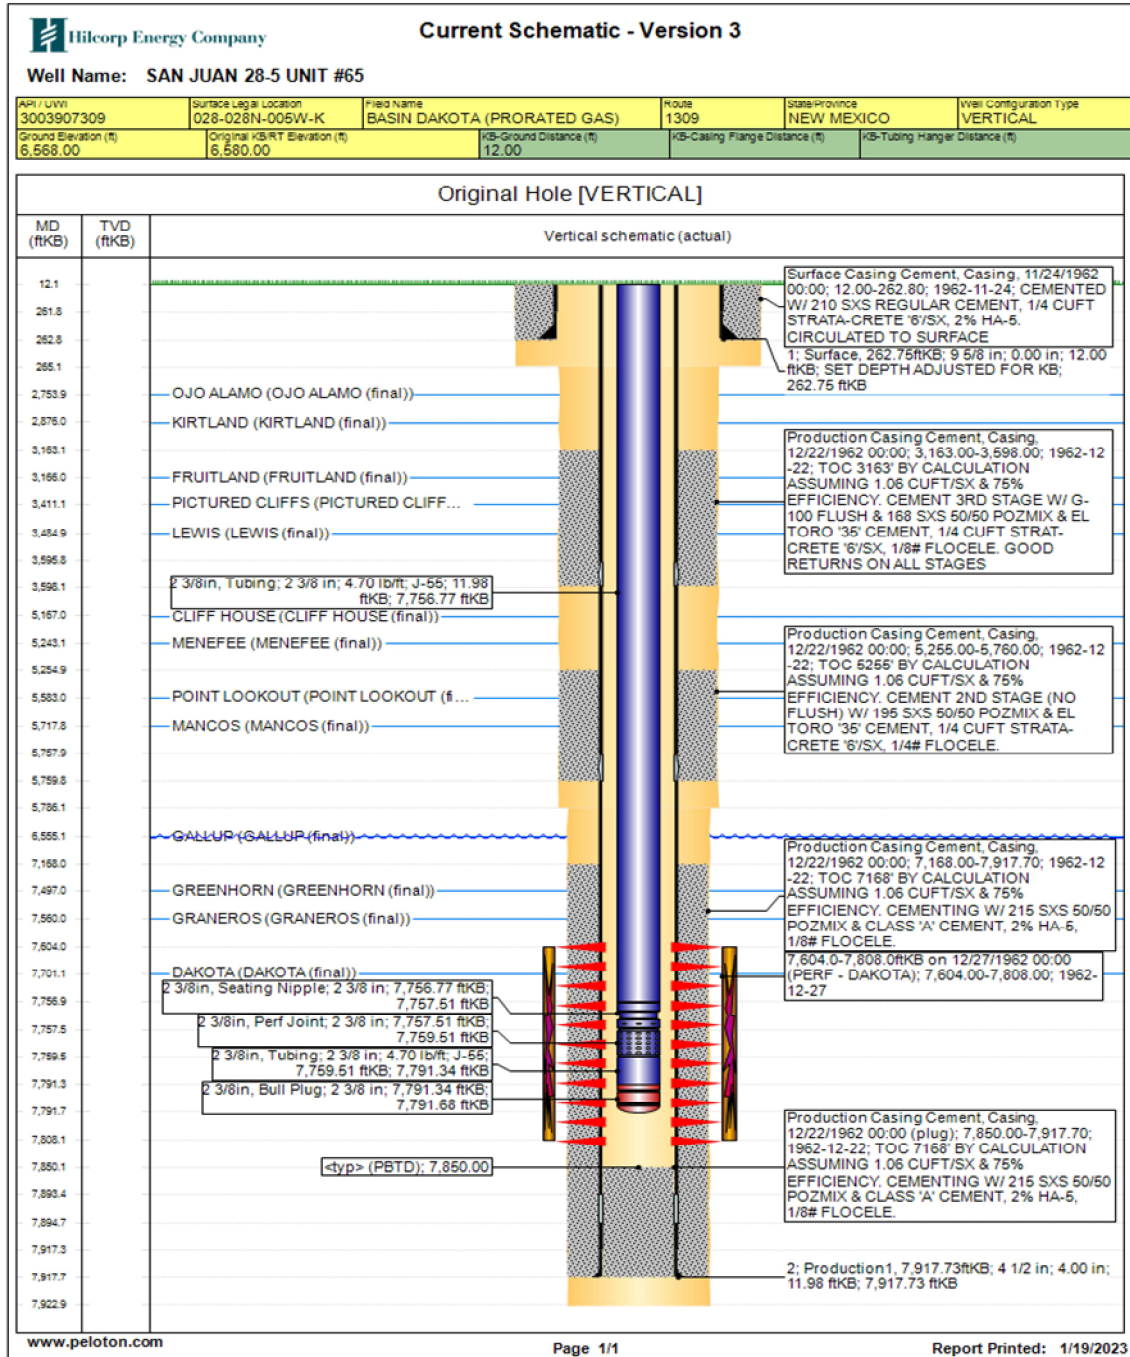 Hilcorp Energy Company
Current Schematic - Version 3
Well Name: SAN JUAN 28-5 UNIT #65
API / UWI
3003907309
Surface Legal Location
028-028N-005W-K
Field Name
BASIN DAKOTA (PRORATED GAS)
Route
1309
State/Province
NEW MEXICO
Well Configuration Type
VERTICAL
Ground Elevation (ft)
6,568.00
Original KB/RT Elevation (ft)
6,580.00
KB-Ground Distance (ft)
12.00
KB-Casing Flange Distance (ft)
KB-Tubing Hanger Distance (ft)
Original Hole [VERTICAL]
MD
(ftKB)
TVD
(ftKB)
Vertical schematic (actual)
12.1
261.8
262.8
265.1
2,753.9
2,876.0
3,163.1
3,166.0
3,411.1
3,484.9
3,596.8
3,598.1
5,167.0
5,243.1
5,254.9
5,583.0
5,717.8
5,757.9
5,759.8
5,786.1
6,555.1
7,168.0
7,497.0
7,560.0
7,604.0
7,701.1
7,756.9
7,757.5
7,759.5
7,791.3
7,791.7
7,808.1
7,850.1
7,893.4
7,894.7
7,917.3
7,917.7
7,922.9
OJO ALAMO (OJO ALAMO (final))
KIRTLAND (KIRTLAND (final))
FRUITLAND (FRUITLAND (final))
PICTURED CLIFFS (PICTURED CLIFF...
LEWIS (LEWIS (final))
2 3/8in, Tubing; 2 3/8 in; 4.70 lb/ft; J-55; 11.98
ftKB; 7,756.77 ftKB
CLIFF HOUSE (CLIFF HOUSE (final))
MENEFEE (MENEFEE (final))
POINT LOOKOUT (POINT LOOKOUT (fi...
MANCOS (MANCOS (final))
GALLUP (GALLUP (final))
GREENHORN (GREENHORN (final))
GRANEROS (GRANEROS (final))
DAKOTA (DAKOTA (final))
2 3/8in, Seating Nipple; 2 3/8 in; 7,756.77 ftKB;
7,757.51 ftKB
2 3/8in, Perf Joint; 2 3/8 in; 7,757.51 ftKB;
7,759.51 ftKB
2 3/8in, Tubing; 2 3/8 in; 4.70 lb/ft; J-55;
7,759.51 ftKB; 7,791.34 ftKB
2 3/8in, Bull Plug; 2 3/8 in; 7,791.34 ftKB;
7,791.68 ftKB
<typ> (PBTD); 7,850.00
Surface Casing Cement, Casing, 11/24/1962
00:00; 12.00-262.80; 1962-11-24; CEMENTED
W/ 210 SXS REGULAR CEMENT, 1/4 CUFT
STRATA-CRETE '6'/SX, 2% HA-5.
CIRCULATED TO SURFACE
1; Surface, 262.75ftKB; 9 5/8 in; 0.00 in; 12.00
ftKB; SET DEPTH ADJUSTED FOR KB;
262.75 ftKB
Production Casing Cement, Casing,
12/22/1962 00:00; 3,163.00-3,598.00; 1962-12
-22; TOC 3163' BY CALCULATION
ASSUMING 1.06 CUFT/SX & 75%
EFFICIENCY. CEMENT 3RD STAGE W/ G-
100 FLUSH & 168 SXS 50/50 POZMIX & EL
TORO '35' CEMENT, 1/4 CUFT STRAT-
CRETE '6'/SX, 1/8# FLOCELE. GOOD
RETURNS ON ALL STAGES
Production Casing Cement, Casing,
12/22/1962 00:00; 5,255.00-5,760.00; 1962-12
-22; TOC 5255' BY CALCULATION
ASSUMING 1.06 CUFT/SX & 75%
EFFICIENCY. CEMENT 2ND STAGE (NO
FLUSH) W/ 195 SXS 50/50 POZMIX & EL
TORO '35' CEMENT, 1/4 CUFT STRATA-
CRETE '6'/SX, 1/4# FLOCELE.
Production Casing Cement, Casing,
12/22/1962 00:00; 7,168.00-7,917.70; 1962-12
-22; TOC 7168' BY CALCULATION
ASSUMING 1.06 CUFT/SX & 75%
EFFICIENCY. CEMENTING W/ 215 SXS 50/50
POZMIX & CLASS 'A' CEMENT, 2% HA-5,
1/8# FLOCELE.
7,604.0-7,808.0ftKB on 12/27/1962 00:00
(PERF - DAKOTA); 7,604.00-7,808.00; 1962-
12-27
Production Casing Cement, Casing,
12/22/1962 00:00 (plug); 7,850.00-7,917.70;
1962-12-22; TOC 7168' BY CALCULATION
ASSUMING 1.06 CUFT/SX & 75%
EFFICIENCY. CEMENTING W/ 215 SXS 50/50
POZMIX & CLASS 'A' CEMENT, 2% HA-5,
1/8# FLOCELE.
2; Production1, 7,917.73ftKB; 4 1/2 in; 4.00 in;
11.98 ftKB; 7,917.73 ftKB
www.peloton.com
Page 1/1
Report Printed: 1/19/2023